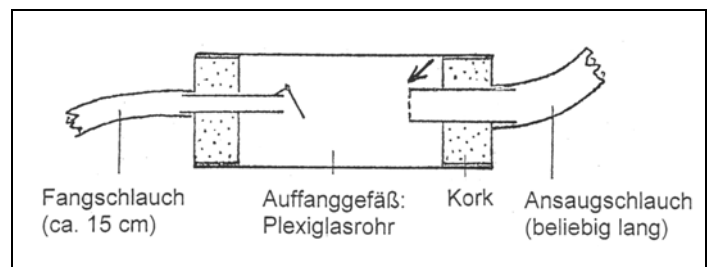 Fangschlauch
(ca. 15 cm)
Auffanggefäß:
Plexiglasrohr
Kork
Ansaugschlauch
(beliebig lang)